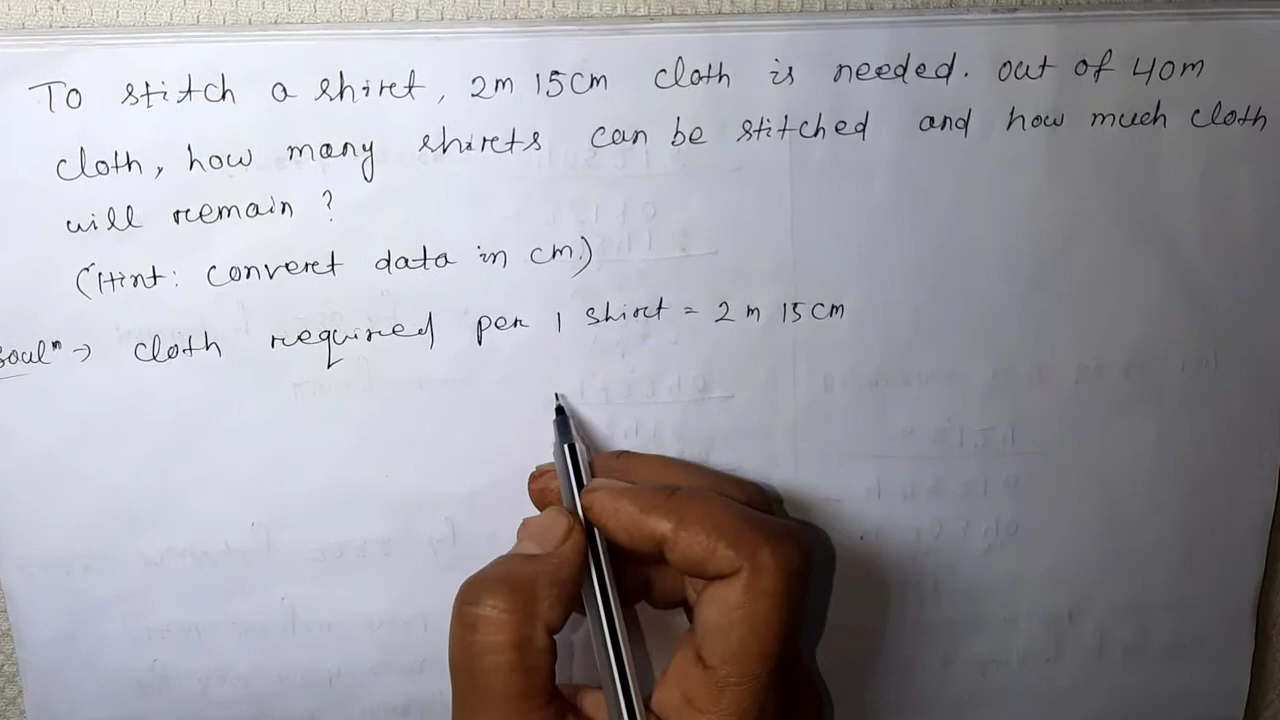 To stitch a shirt, 2m 15cm cloth is needed. out of 40m
cloth, how many shirts can be stitched and how much cloth
will remain ?
(Hint: convert data in cm.)
soulⁿ → cloth required per 1 shirt = 2 m 15 cm